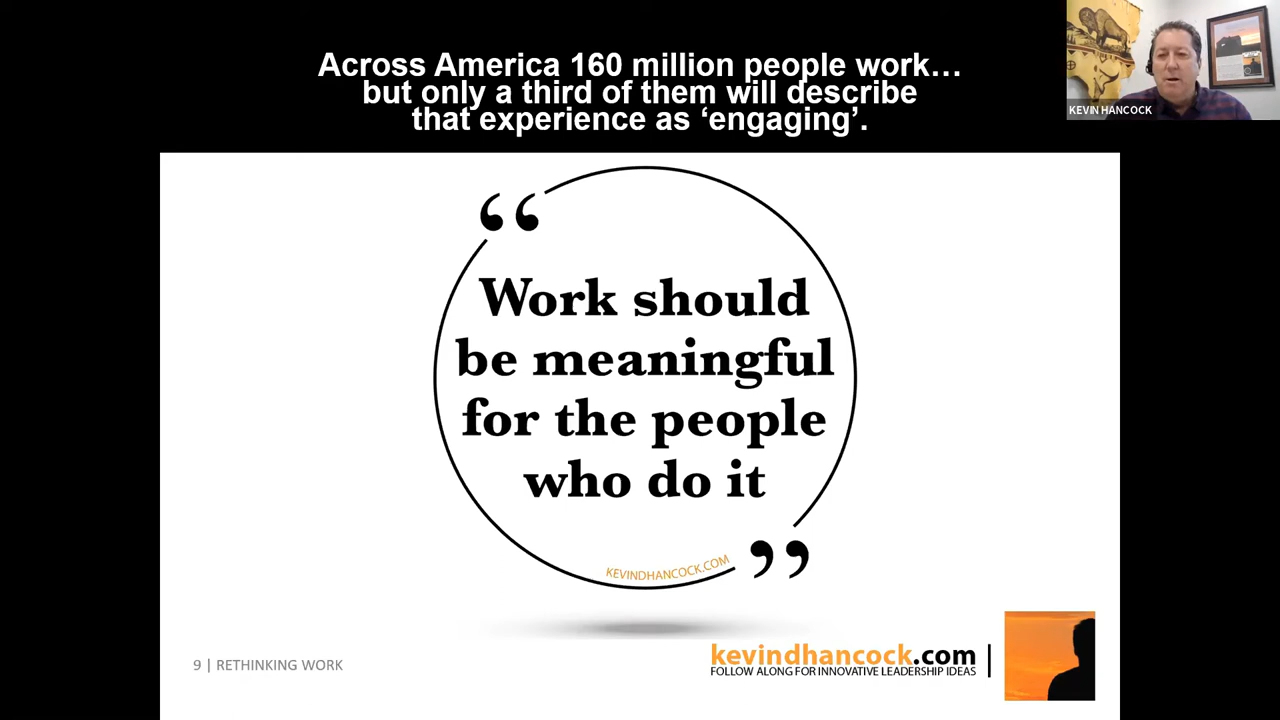 Across America 160 million people work…
but only a third of them will describe
that experience as ‘engaging’.
KEVIN HANCOCK
“
Work should
be meaningful
for the people
who do it
”
KEVINDHANCOCK.COM
9 | RETHINKING WORK
kevindhancock.com |
FOLLOW ALONG FOR INNOVATIVE LEADERSHIP IDEAS